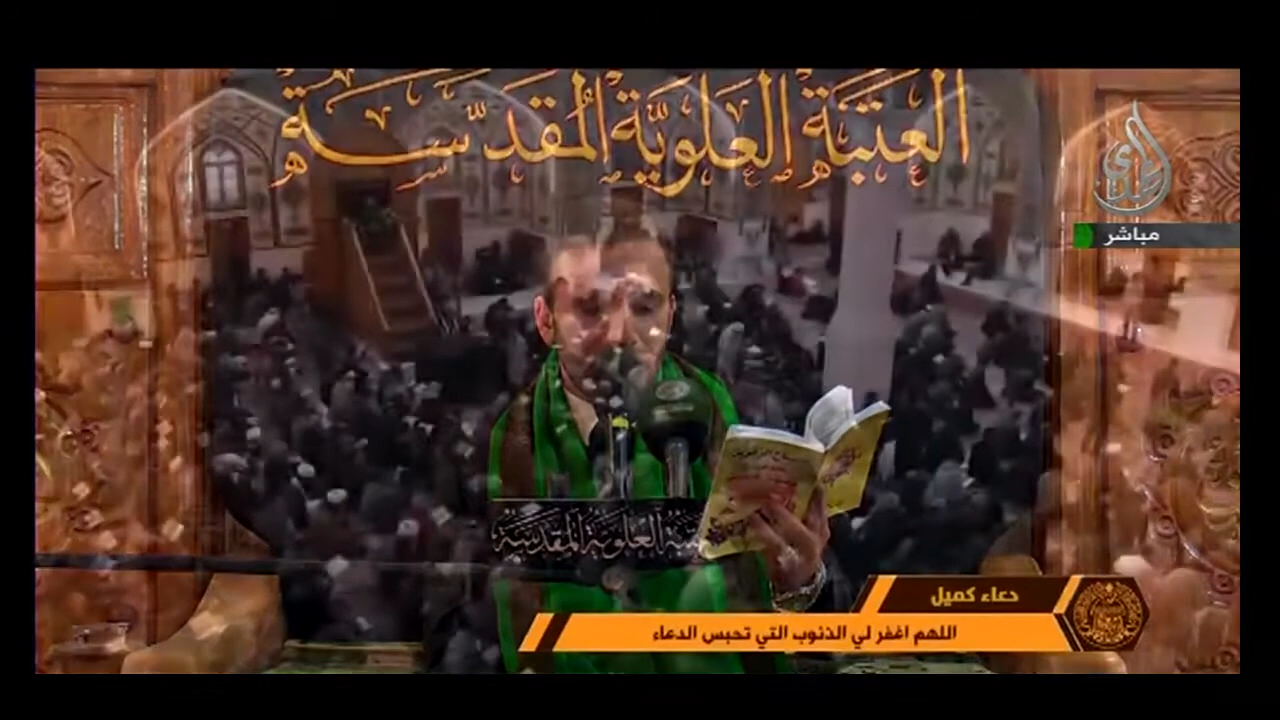 العتبة العلوية المقدسة
مباشر
العتبة العلوية المقدسة
دعاء كميل
اللهم اغفر لي الذنوب التي تحبس الدعاء